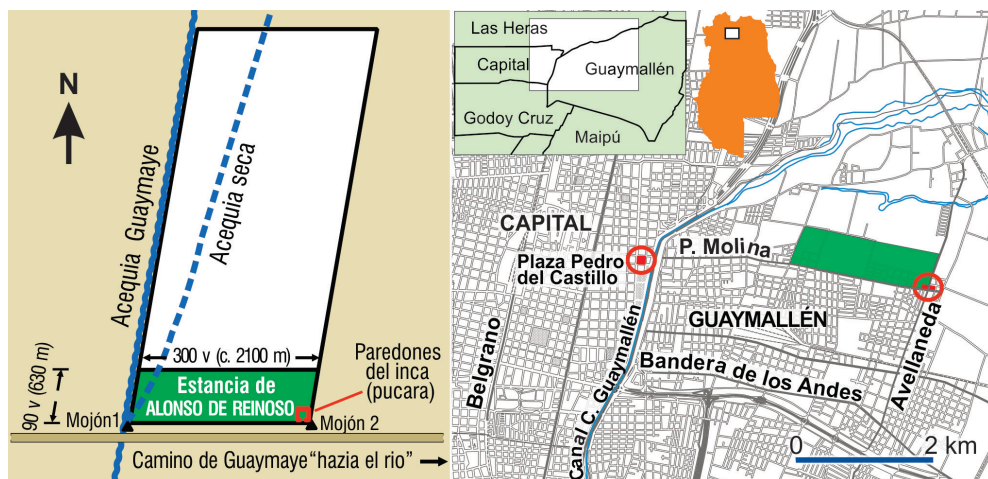 N
Acequia Guaymaye
Acequia seca
300 v (c. 2100 m)
90 v (630 m)
Estancia de
ALONSO DE REINOSO
Paredones
del inca
(pucara)
Mojón1
Mojón 2
Camino de Guaymaye "hazia el rio"
Las Heras
Capital
Guaymallén
Godoy Cruz
Maipú
CAPITAL
Plaza Pedro
del Castillo
P. Molina
GUAYMALLÉN
Belgrano
Canal C. Guaymallén
Bandera de los Andes
Avellaneda
0 2 km